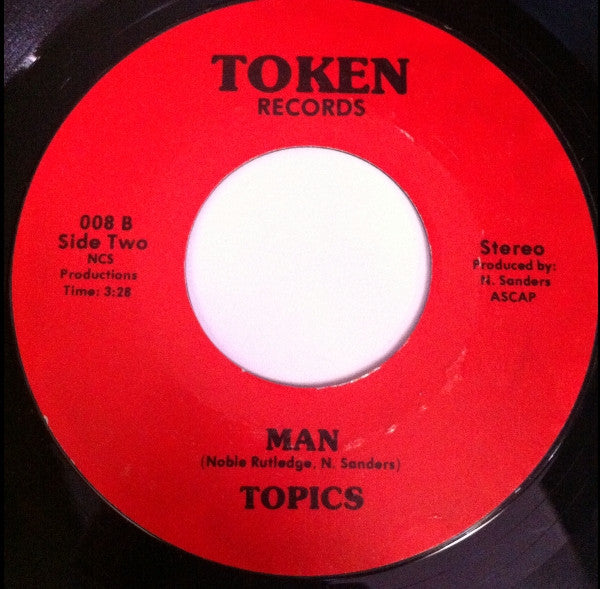 TOKEN
RECORDS
008 B
Side Two
NCS
Productions
Time: 3:28
Stereo
Produced by:
N. Sanders
ASCAP
MAN
(Noble Rutledge, N. Sanders)
TOPICS